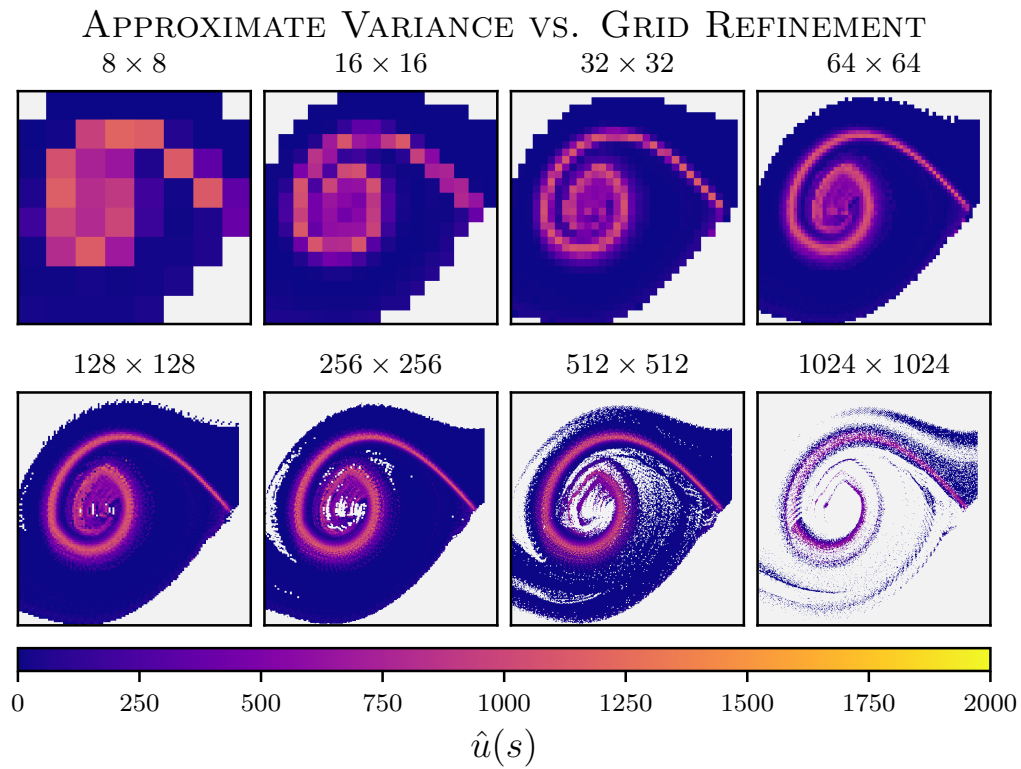 Approximate Variance vs. Grid Refinement
8 × 8 16 × 16 32 × 32 64 × 64
128 × 128 256 × 256 512 × 512 1024 × 1024
0 250 500 750 1000 1250 1500 1750 2000
û(s)